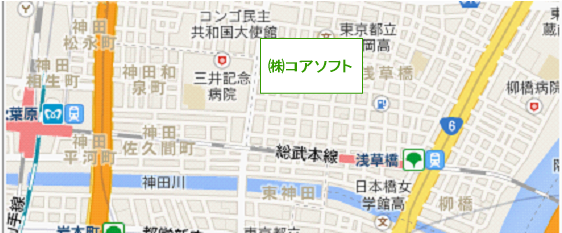 コンゴ民主
共和国大使館
神田
松永町
東京都立
岡高
㈱コアソフト
浅草橋
神田
相生町
神田和
泉町
三井記念
病院
柳橋病院
葉原
6
神田
平河町
神田
佐久間町
総武本線
浅草橋
神田川
東神田
日本橋女
学館高
文
柳橋
手線
岩本町